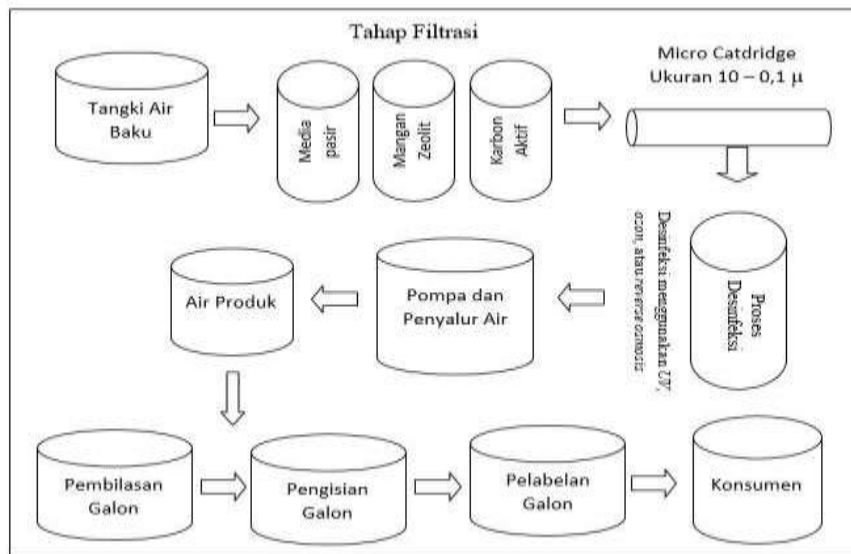 Tahap Filtrasi
Tangki Air
Baku
Media
pasir
Mangan
Zeolit
Karbon
Aktif
Micro Catdridge
Ukuran 10 – 0,1 µ
Proses
Desinfeksi
Desinfeksi menggunakan UV,
ozon, atau reverse osmosis
Pompa dan
Penyalur Air
Air Produk
Pembilasan
Galon
Pengisian
Galon
Pelabelan
Galon
Konsumen